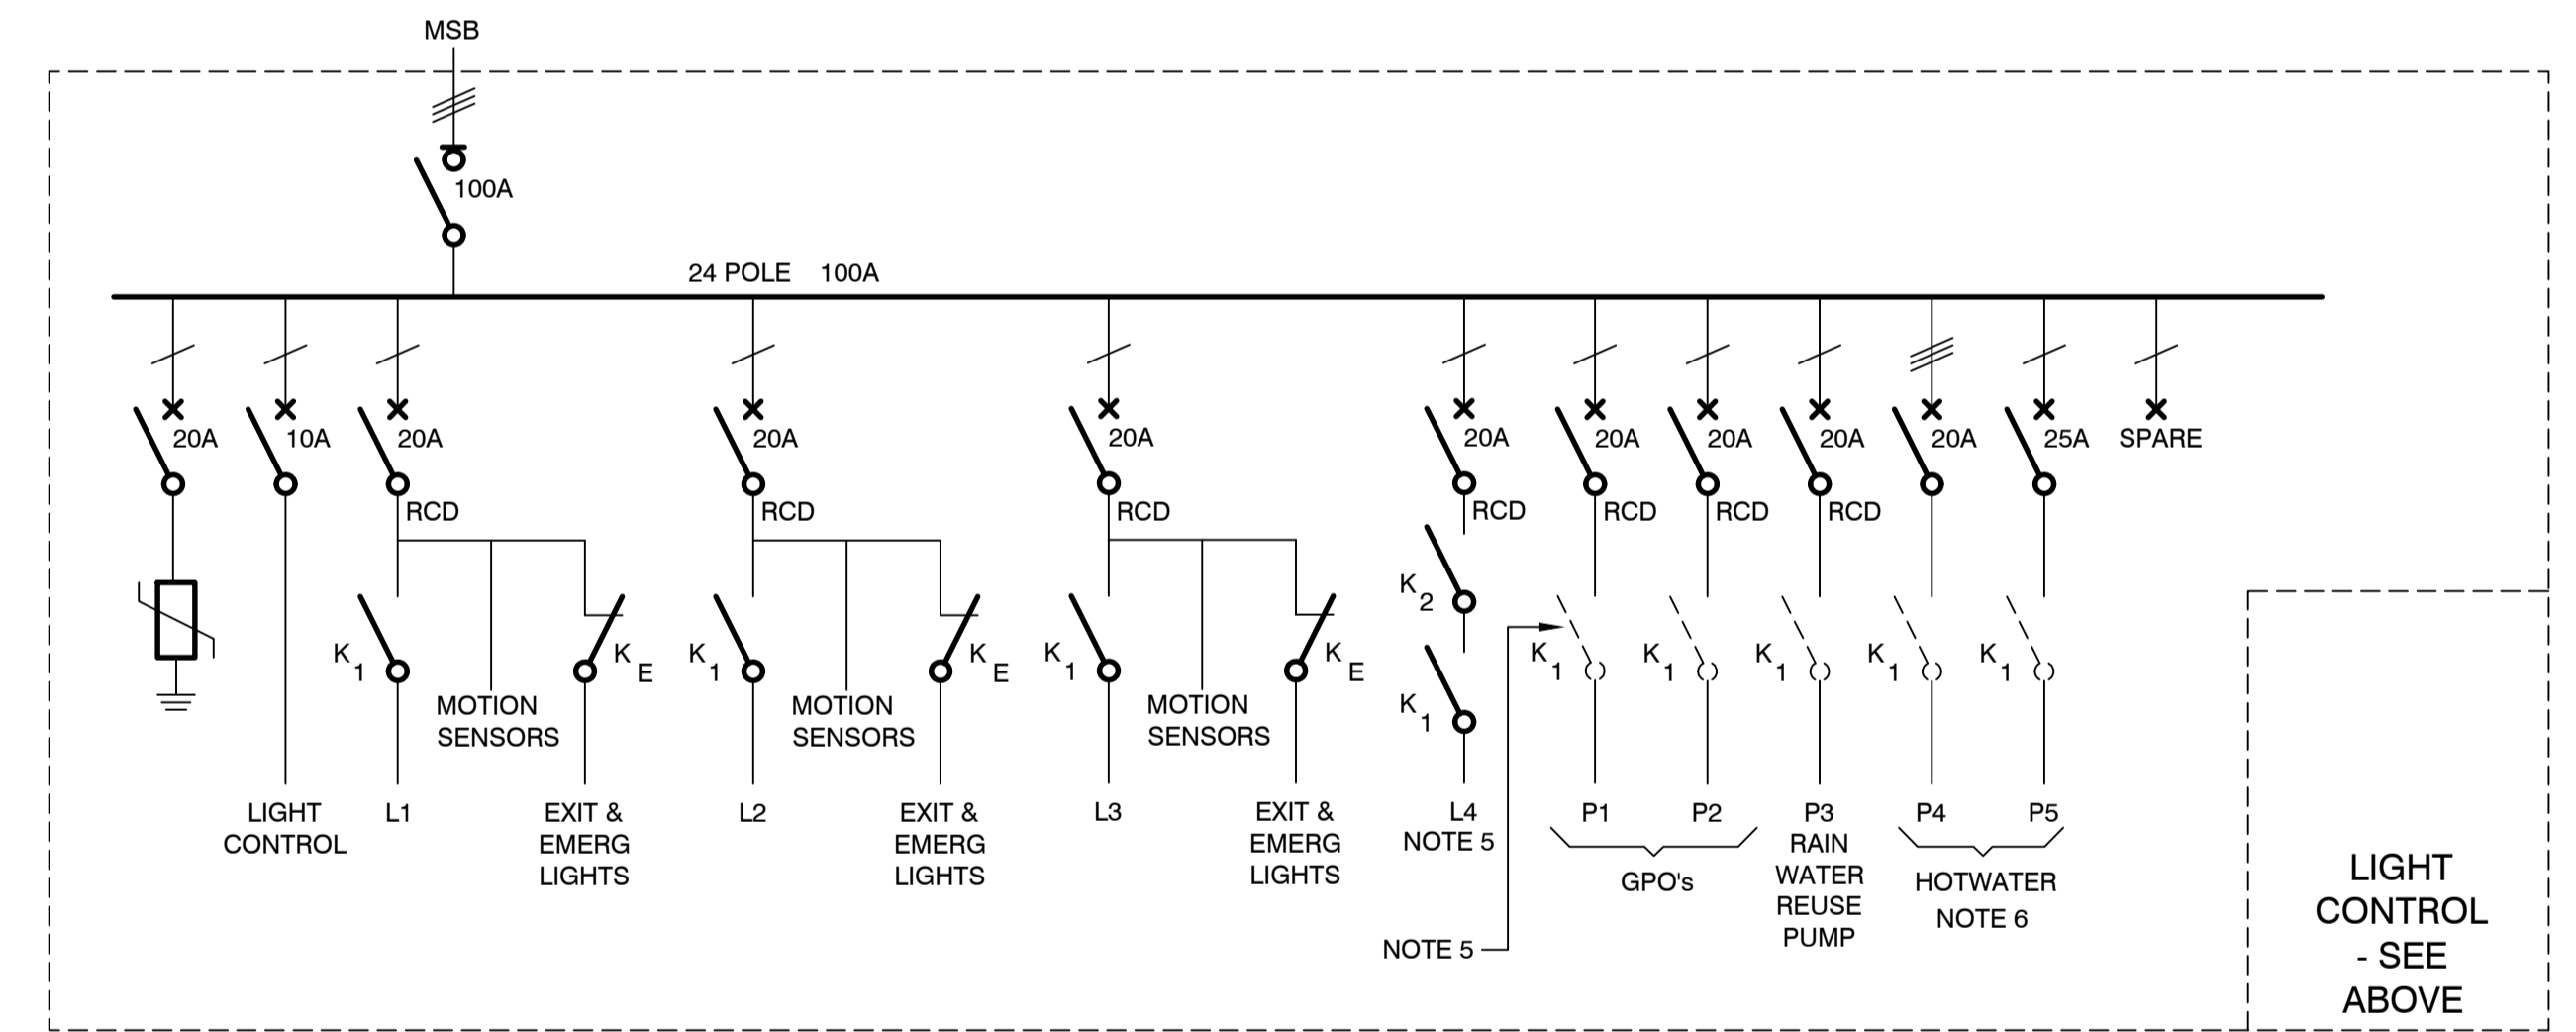 MSB
100A
24 POLE 100A
20A
10A
20A
20A
20A
20A
20A
20A
20A
20A
25A
SPARE
RCD
RCD
RCD
RCD
RCD
RCD
RCD
K2
K1
KE
K1
KE
K1
KE
K1
K1
K1
K1
K1
K1
MOTION
SENSORS
MOTION
SENSORS
MOTION
SENSORS
LIGHT
CONTROL
L1
EXIT &
EMERG
LIGHTS
L2
EXIT &
EMERG
LIGHTS
L3
EXIT &
EMERG
LIGHTS
L4
NOTE 5
P1
P2
GPO's
P3
RAIN
WATER
REUSE
PUMP
P4
P5
HOTWATER
NOTE 6
NOTE 5
LIGHT
CONTROL
- SEE
ABOVE